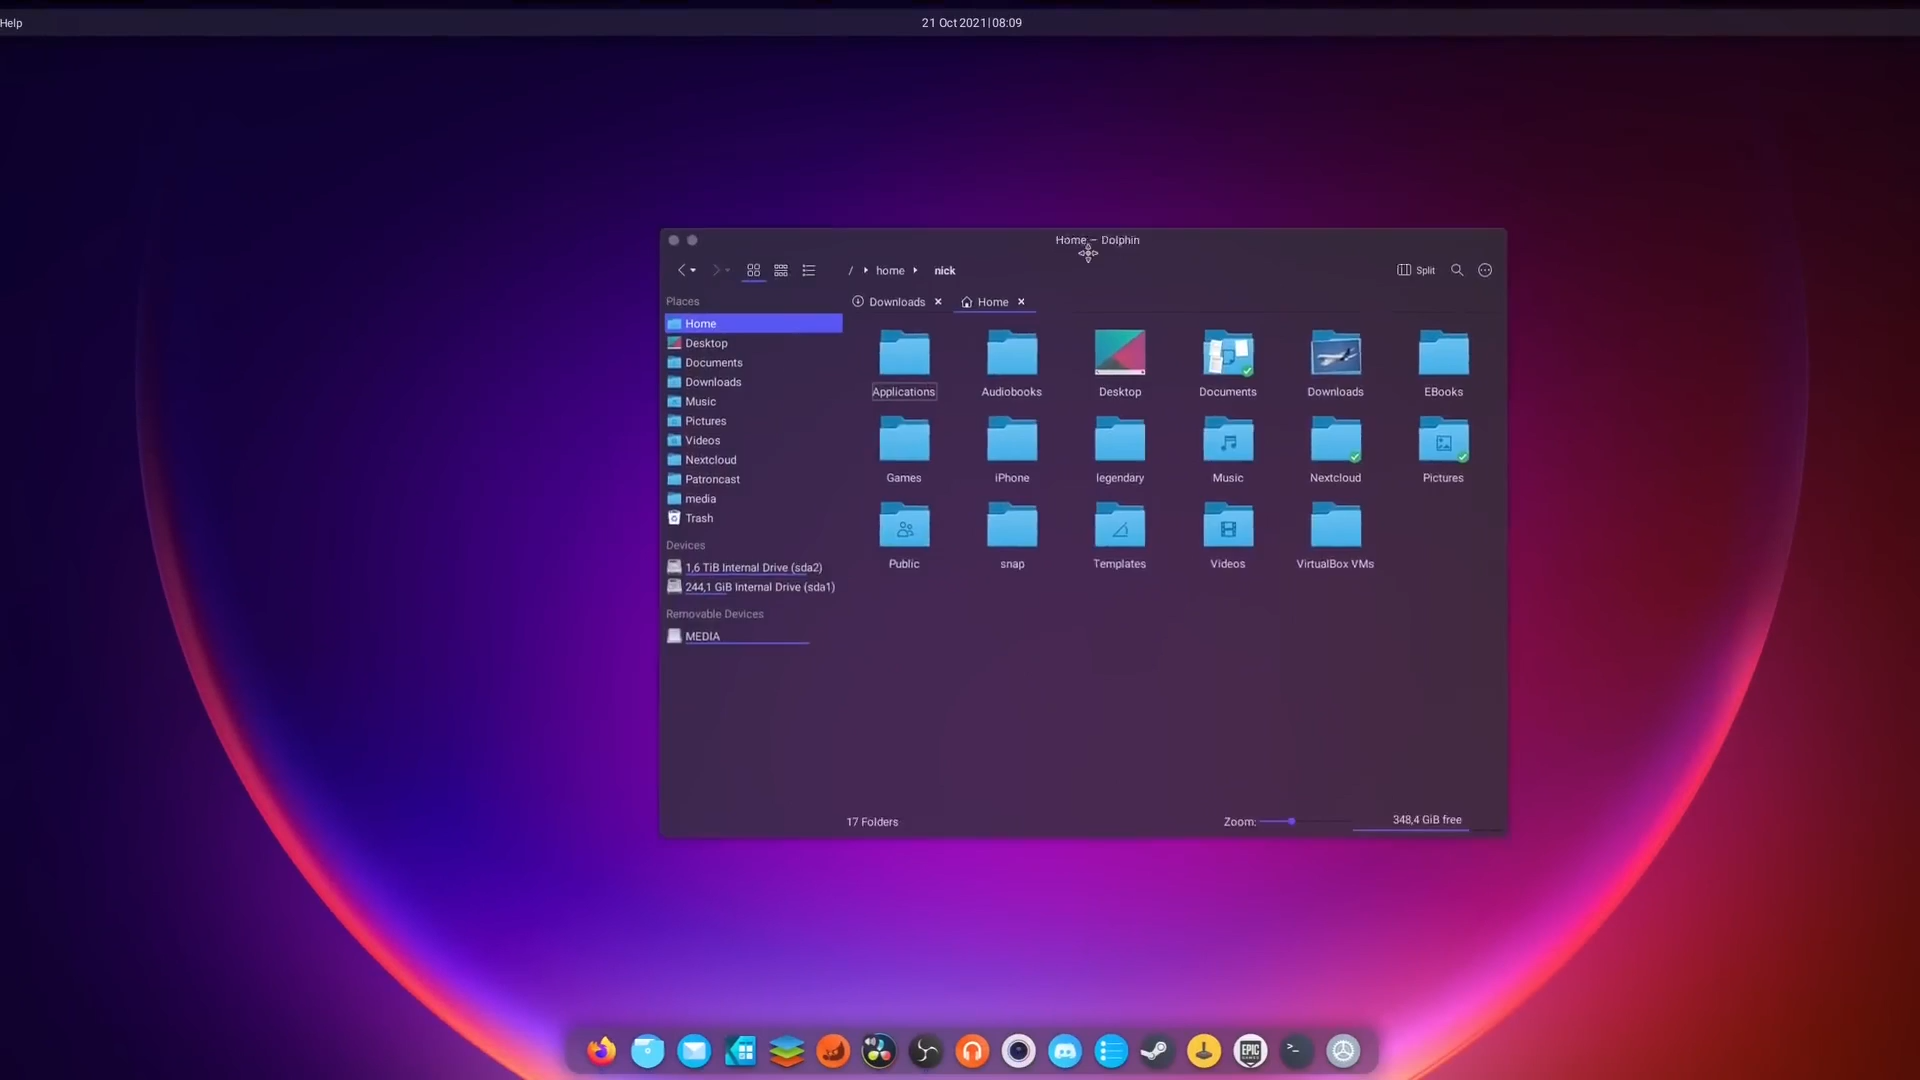 Help
21 Oct 2021|08:09
Home – Dolphin
/ home nick
Split
Places
Home
Desktop
Documents
Downloads
Music
Pictures
Videos
Nextcloud
Patroncast
media
Trash
Devices
1,6 TiB Internal Drive (sda2)
244,1 GiB Internal Drive (sda1)
Removable Devices
MEDIA
Downloads
Home
Applications
Audiobooks
Desktop
Documents
Downloads
EBooks
Games
iPhone
legendary
Music
Nextcloud
Pictures
Public
snap
Templates
Videos
VirtualBox VMs
17 Folders
Zoom:
348,4 GiB free
EPIC
GAMES
>_